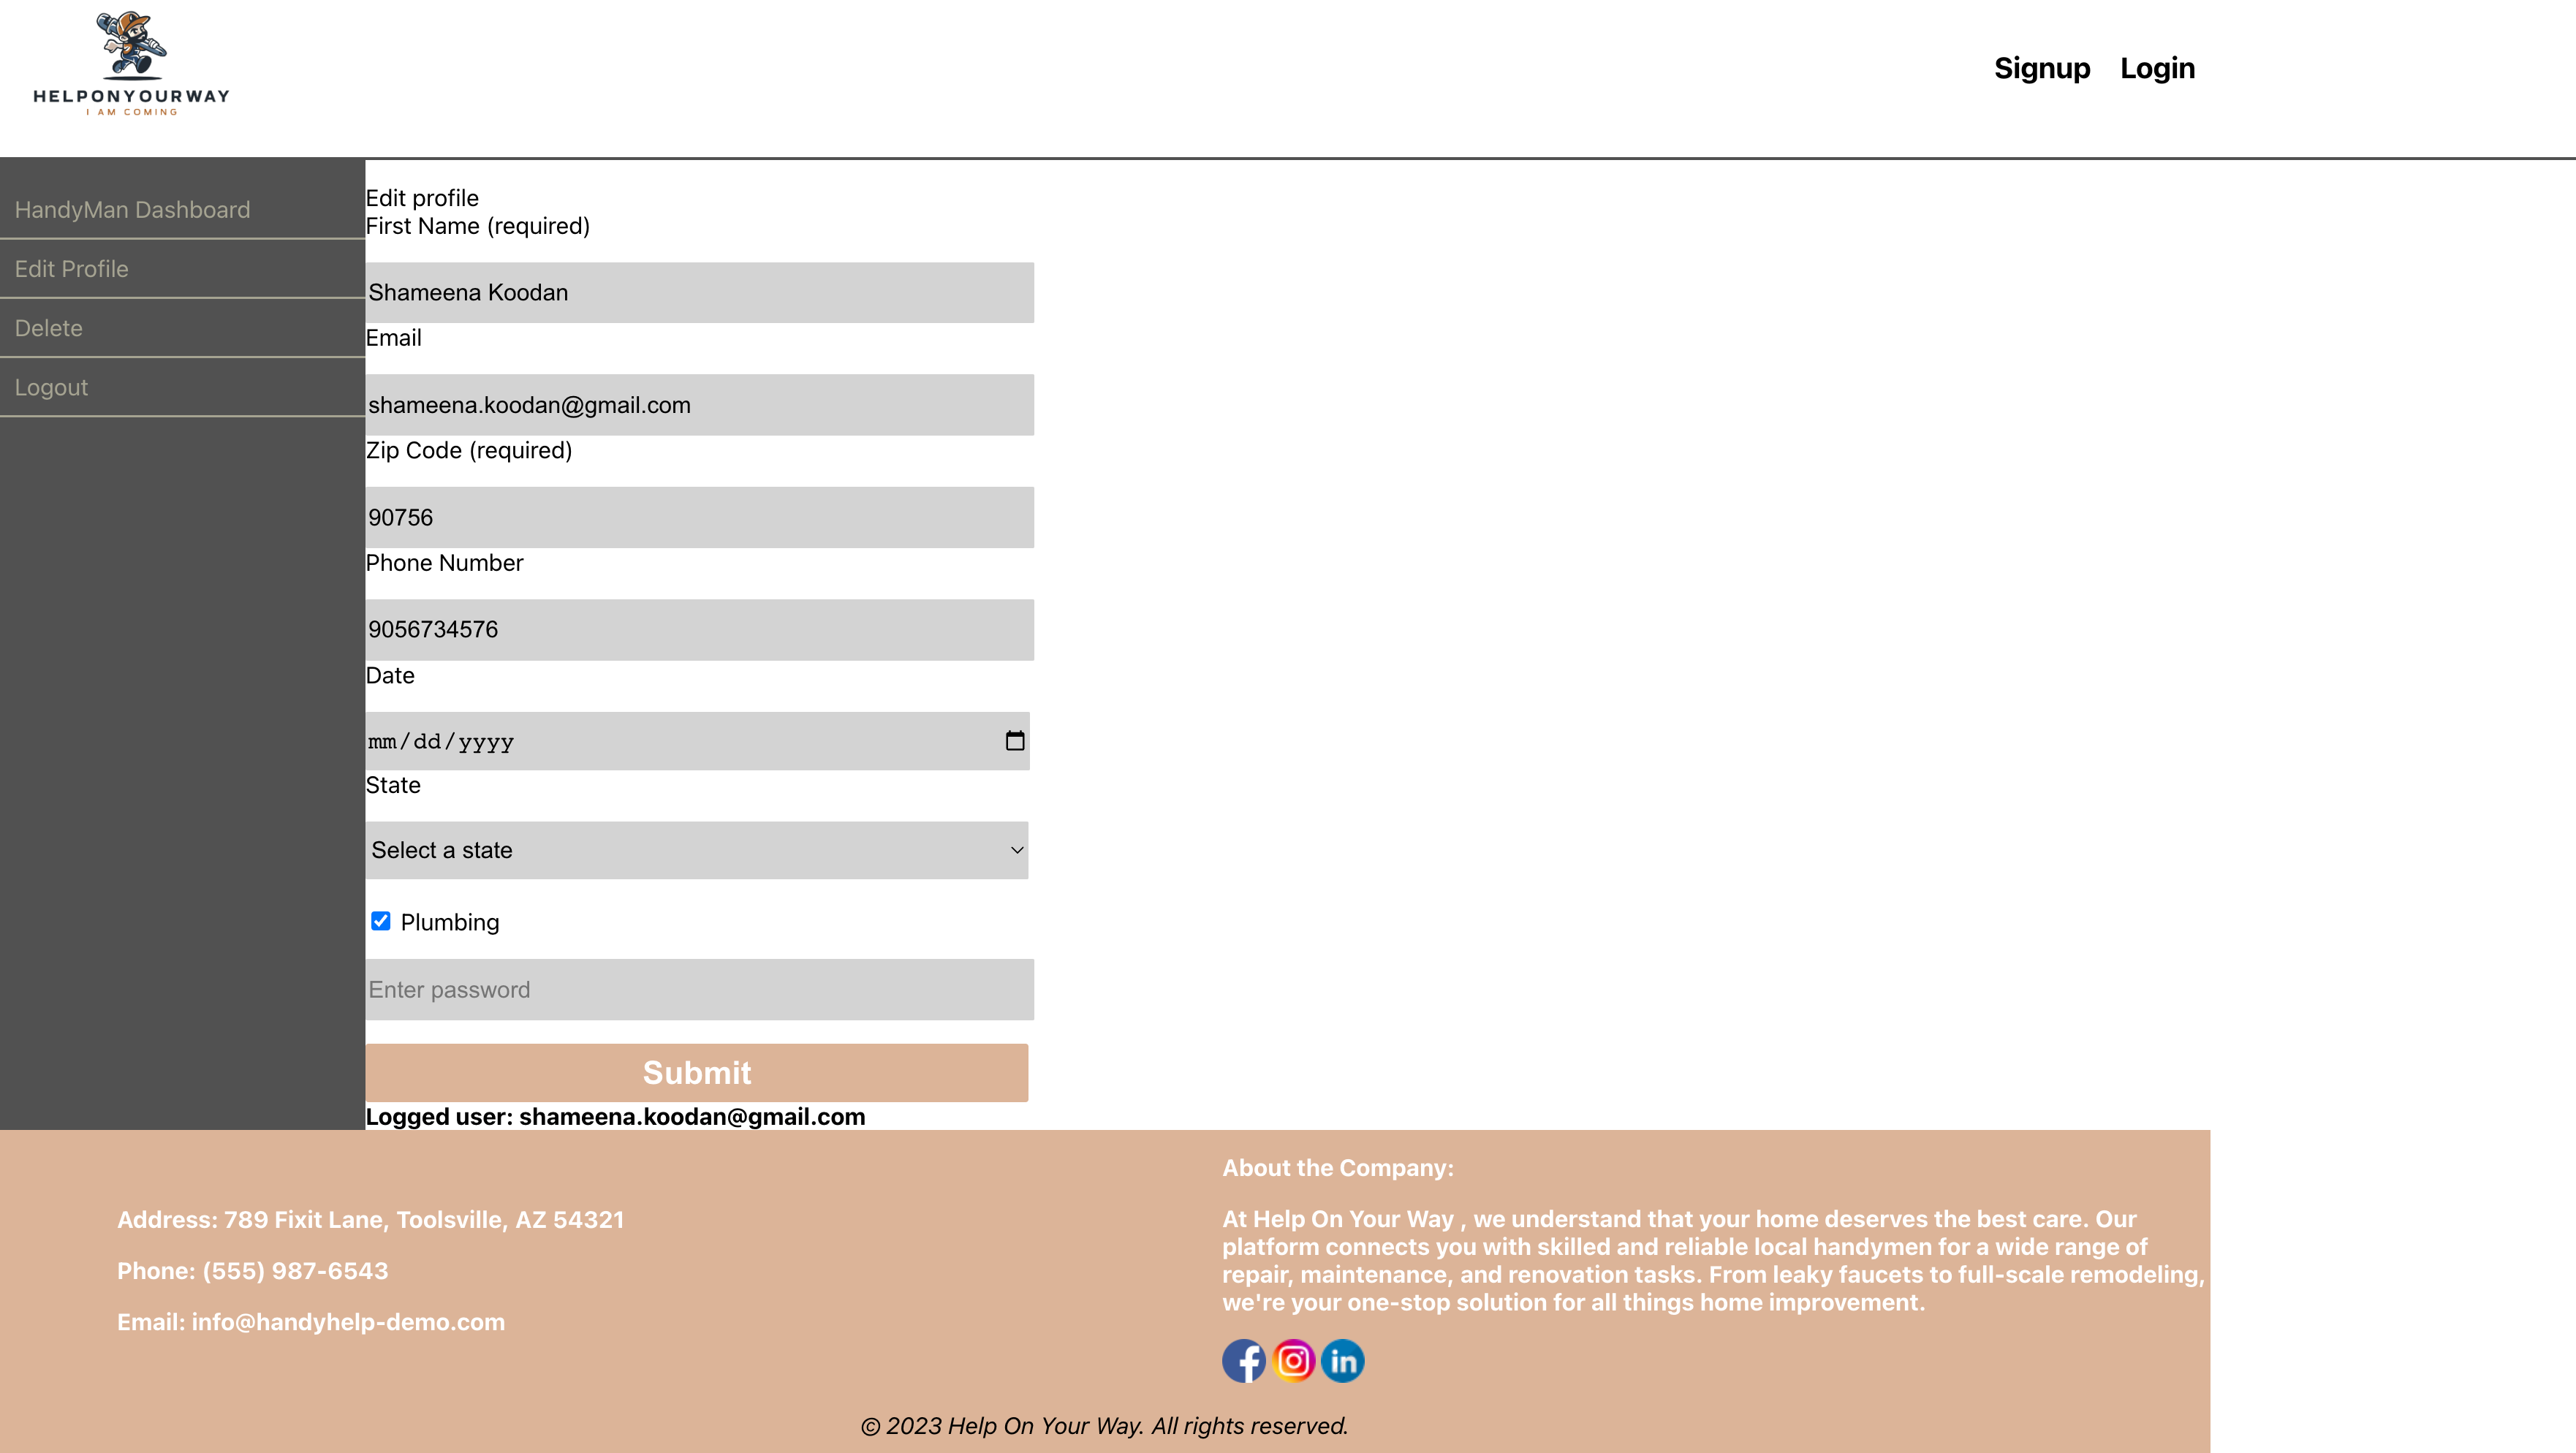 HELPONYOURWAY
I AM COMING
Signup Login
HandyMan Dashboard
Edit Profile
Delete
Logout
Edit profile
First Name (required)
Shameena Koodan
Email
shameena.koodan@gmail.com
Zip Code (required)
90756
Phone Number
9056734576
Date
mm/dd/yyyy
State
Select a state
Plumbing
Enter password
Submit
Logged user: shameena.koodan@gmail.com
Address: 789 Fixit Lane, Toolsville, AZ 54321
Phone: (555) 987-6543
Email: info@handyhelp-demo.com
About the Company:
At Help On Your Way , we understand that your home deserves the best care. Our
platform connects you with skilled and reliable local handymen for a wide range of
repair, maintenance, and renovation tasks. From leaky faucets to full-scale remodeling,
we're your one-stop solution for all things home improvement.
f
in
© 2023 Help On Your Way. All rights reserved.